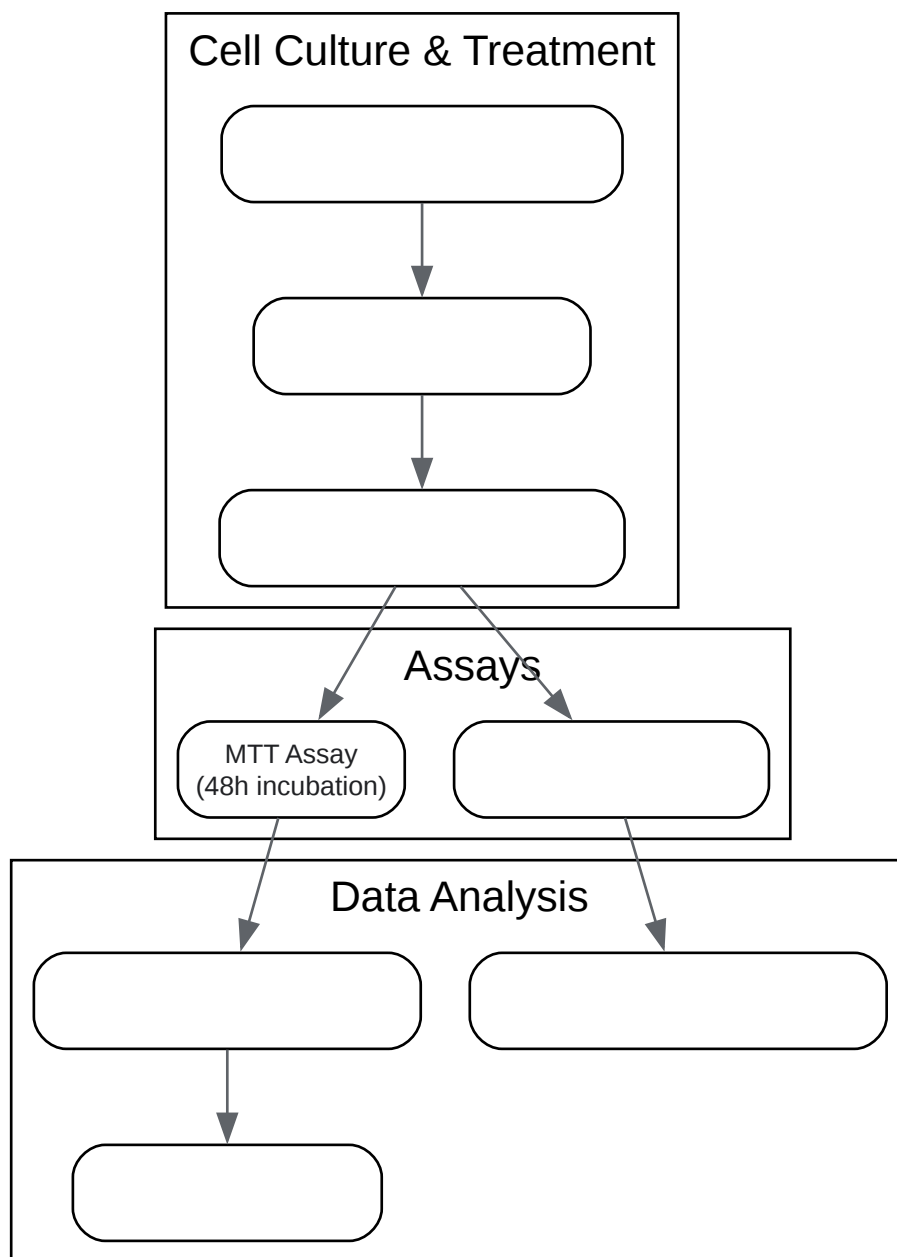 Cell Culture & Treatment
Assays
MTT Assay
(48h incubation)
Data Analysis